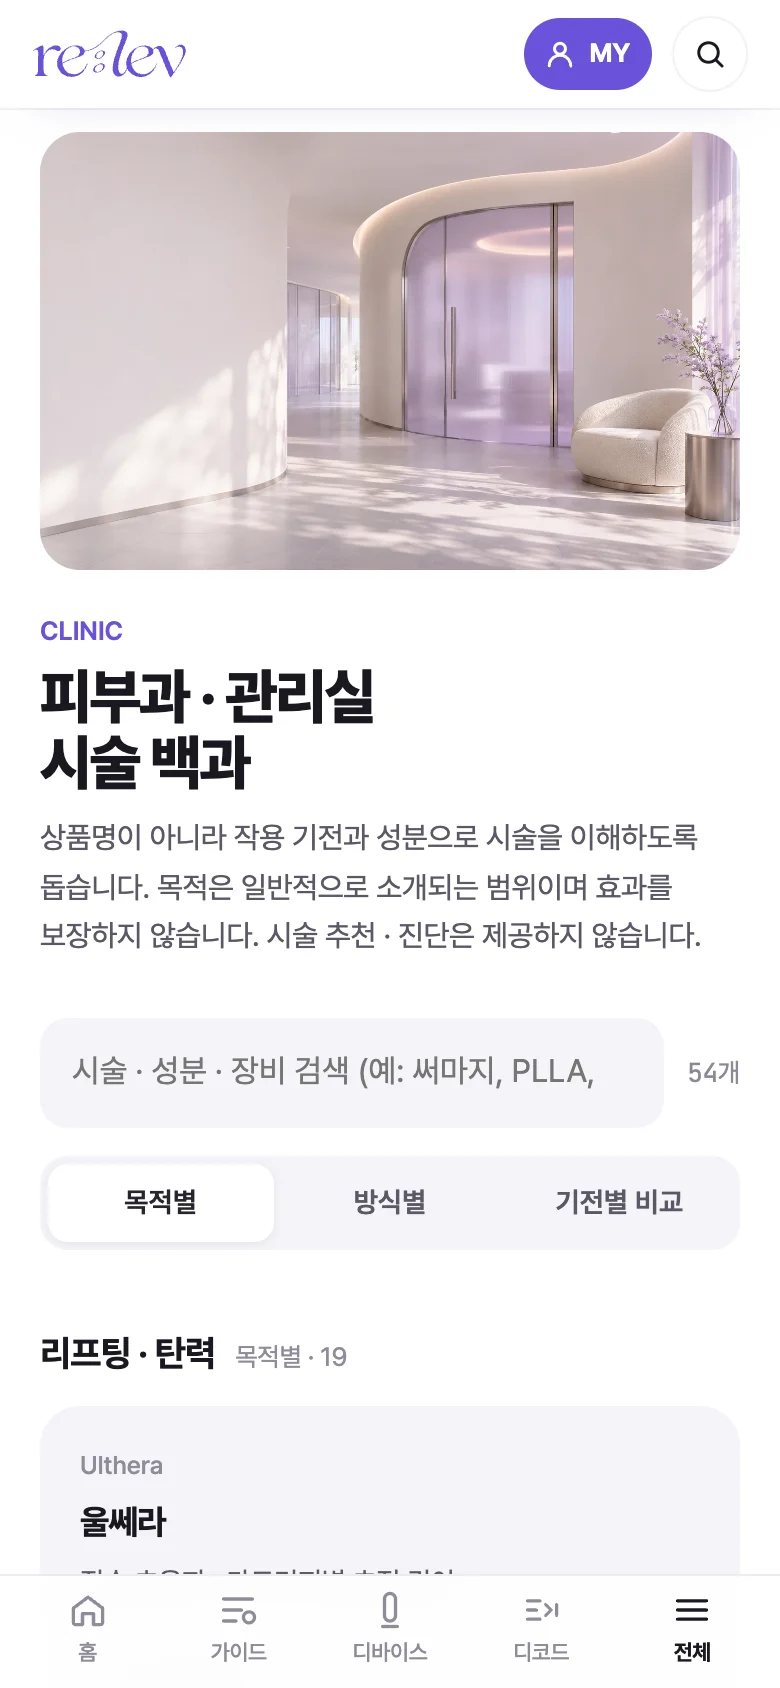 re:lev
MY
CLINIC
피부과 · 관리실
시술 백과
상품명이 아니라 작용 기전과 성분으로 시술을 이해하도록
돕습니다. 목적은 일반적으로 소개되는 범위이며 효과를
보장하지 않습니다. 시술 추천 · 진단은 제공하지 않습니다.
시술 · 성분 · 장비 검색 (예: 써마지, PLLA,
54개
목적별
방식별
기전별 비교
리프팅 · 탄력 목적별 · 19
Ulthera
울쎄라
홈
가이드
디바이스
디코드
전체